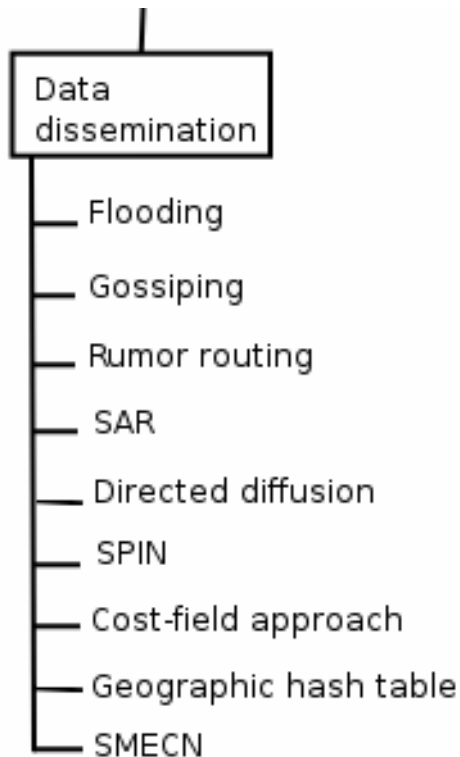 Data
dissemination
Flooding
Gossiping
Rumor routing
SAR
Directed diffusion
SPIN
Cost-field approach
Geographic hash table
SMECN